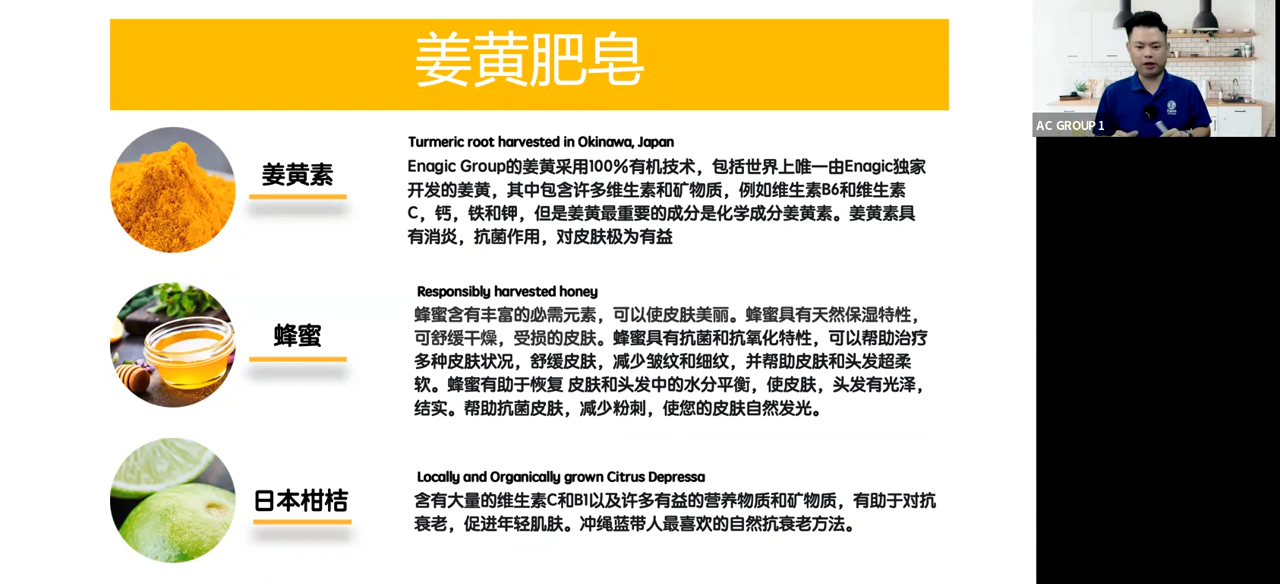 姜黄肥皂
AC GROUP 1
姜黄素
Turmeric root harvested in Okinawa, Japan
Enagic Group的姜黄采用100%有机技术，包括世界上唯一由Enagic独家
开发的姜黄，其中包含许多维生素和矿物质，例如维生素B6和维生素
C，钙，铁和钾，但是姜黄最重要的成分是化学成分姜黄素。姜黄素具
有消炎，抗菌作用，对皮肤极为有益
蜂蜜
Responsibly harvested honey
蜂蜜含有丰富的必需元素，可以使皮肤美丽。蜂蜜具有天然保湿特性，
可舒缓干燥，受损的皮肤。蜂蜜具有抗菌和抗氧化特性，可以帮助治疗
多种皮肤状况，舒缓皮肤，减少皱纹和细纹，并帮助皮肤和头发超柔
软。蜂蜜有助于恢复 皮肤和头发中的水分平衡，使皮肤，头发有光泽，
结实。帮助抗菌皮肤，减少粉刺，使您的皮肤自然发光。
日本柑桔
Locally and Organically grown Citrus Depressa
含有大量的维生素C和B1以及许多有益的营养物质和矿物质，有助于对抗
衰老，促进年轻肌肤。冲绳蓝带人最喜欢的自然抗衰老方法。